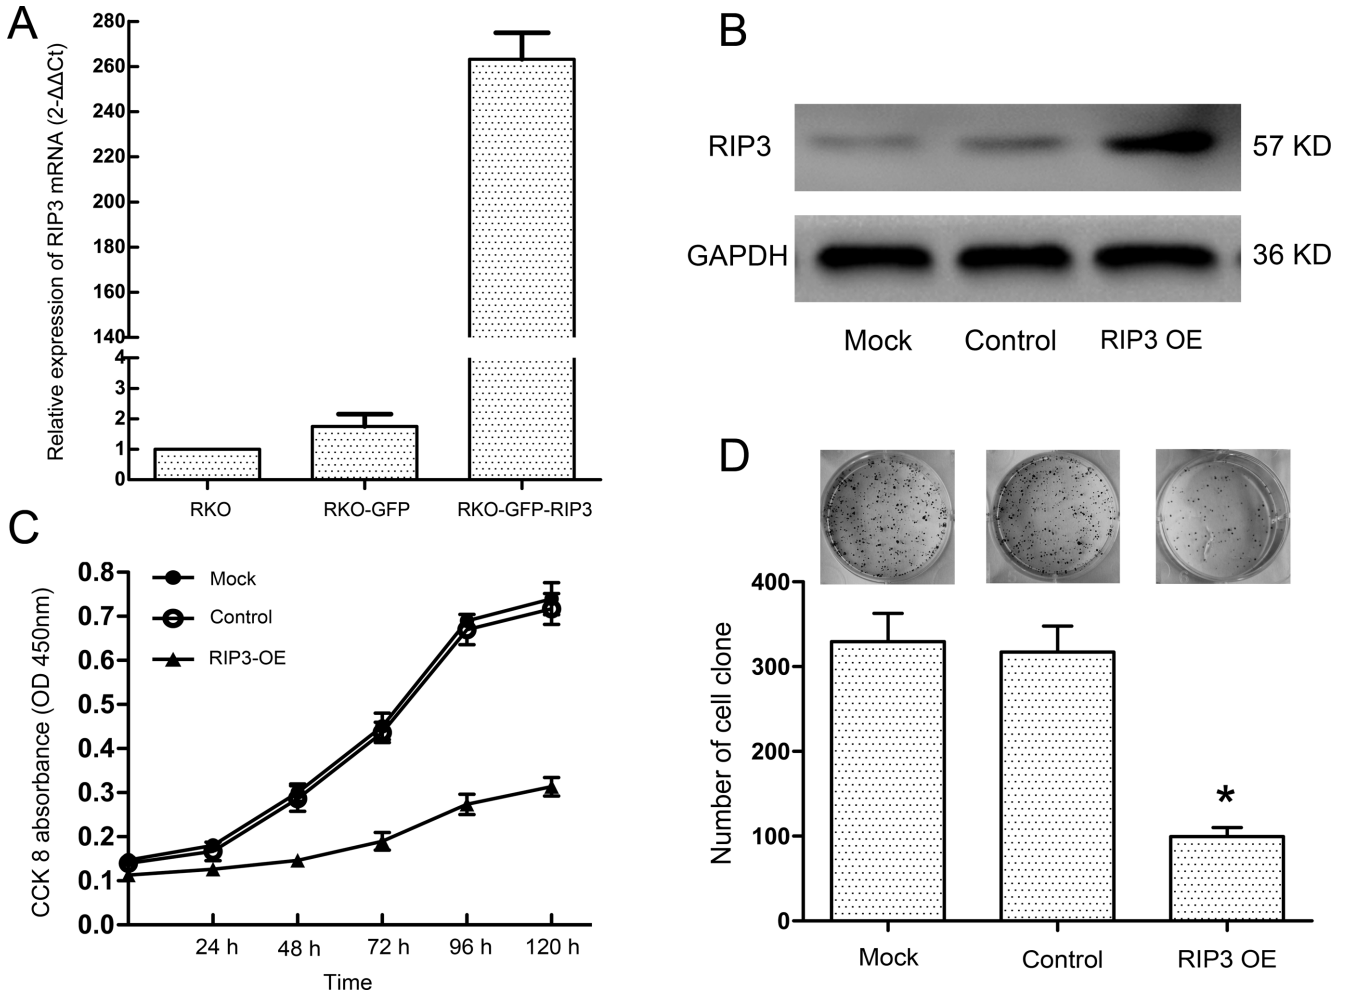 A
Relative expression of RIP3 mRNA (2-ΔΔCt)
280
260
240
220
200
180
160
140
4
3
2
1
0
RKO
RKO-GFP
RKO-GFP-RIP3
B
RIP3
57 KD
GAPDH
36 KD
Mock
Control
RIP3 OE
C
CCK 8 absorbance (OD 450nm)
0.8
0.7
0.6
0.5
0.4
0.3
0.2
0.1
0.0
Mock
Control
RIP3-OE
24 h
48 h
72 h
96 h
120 h
Time
D
Number of cell clone
400
300
200
100
0
*
Mock
Control
RIP3 OE